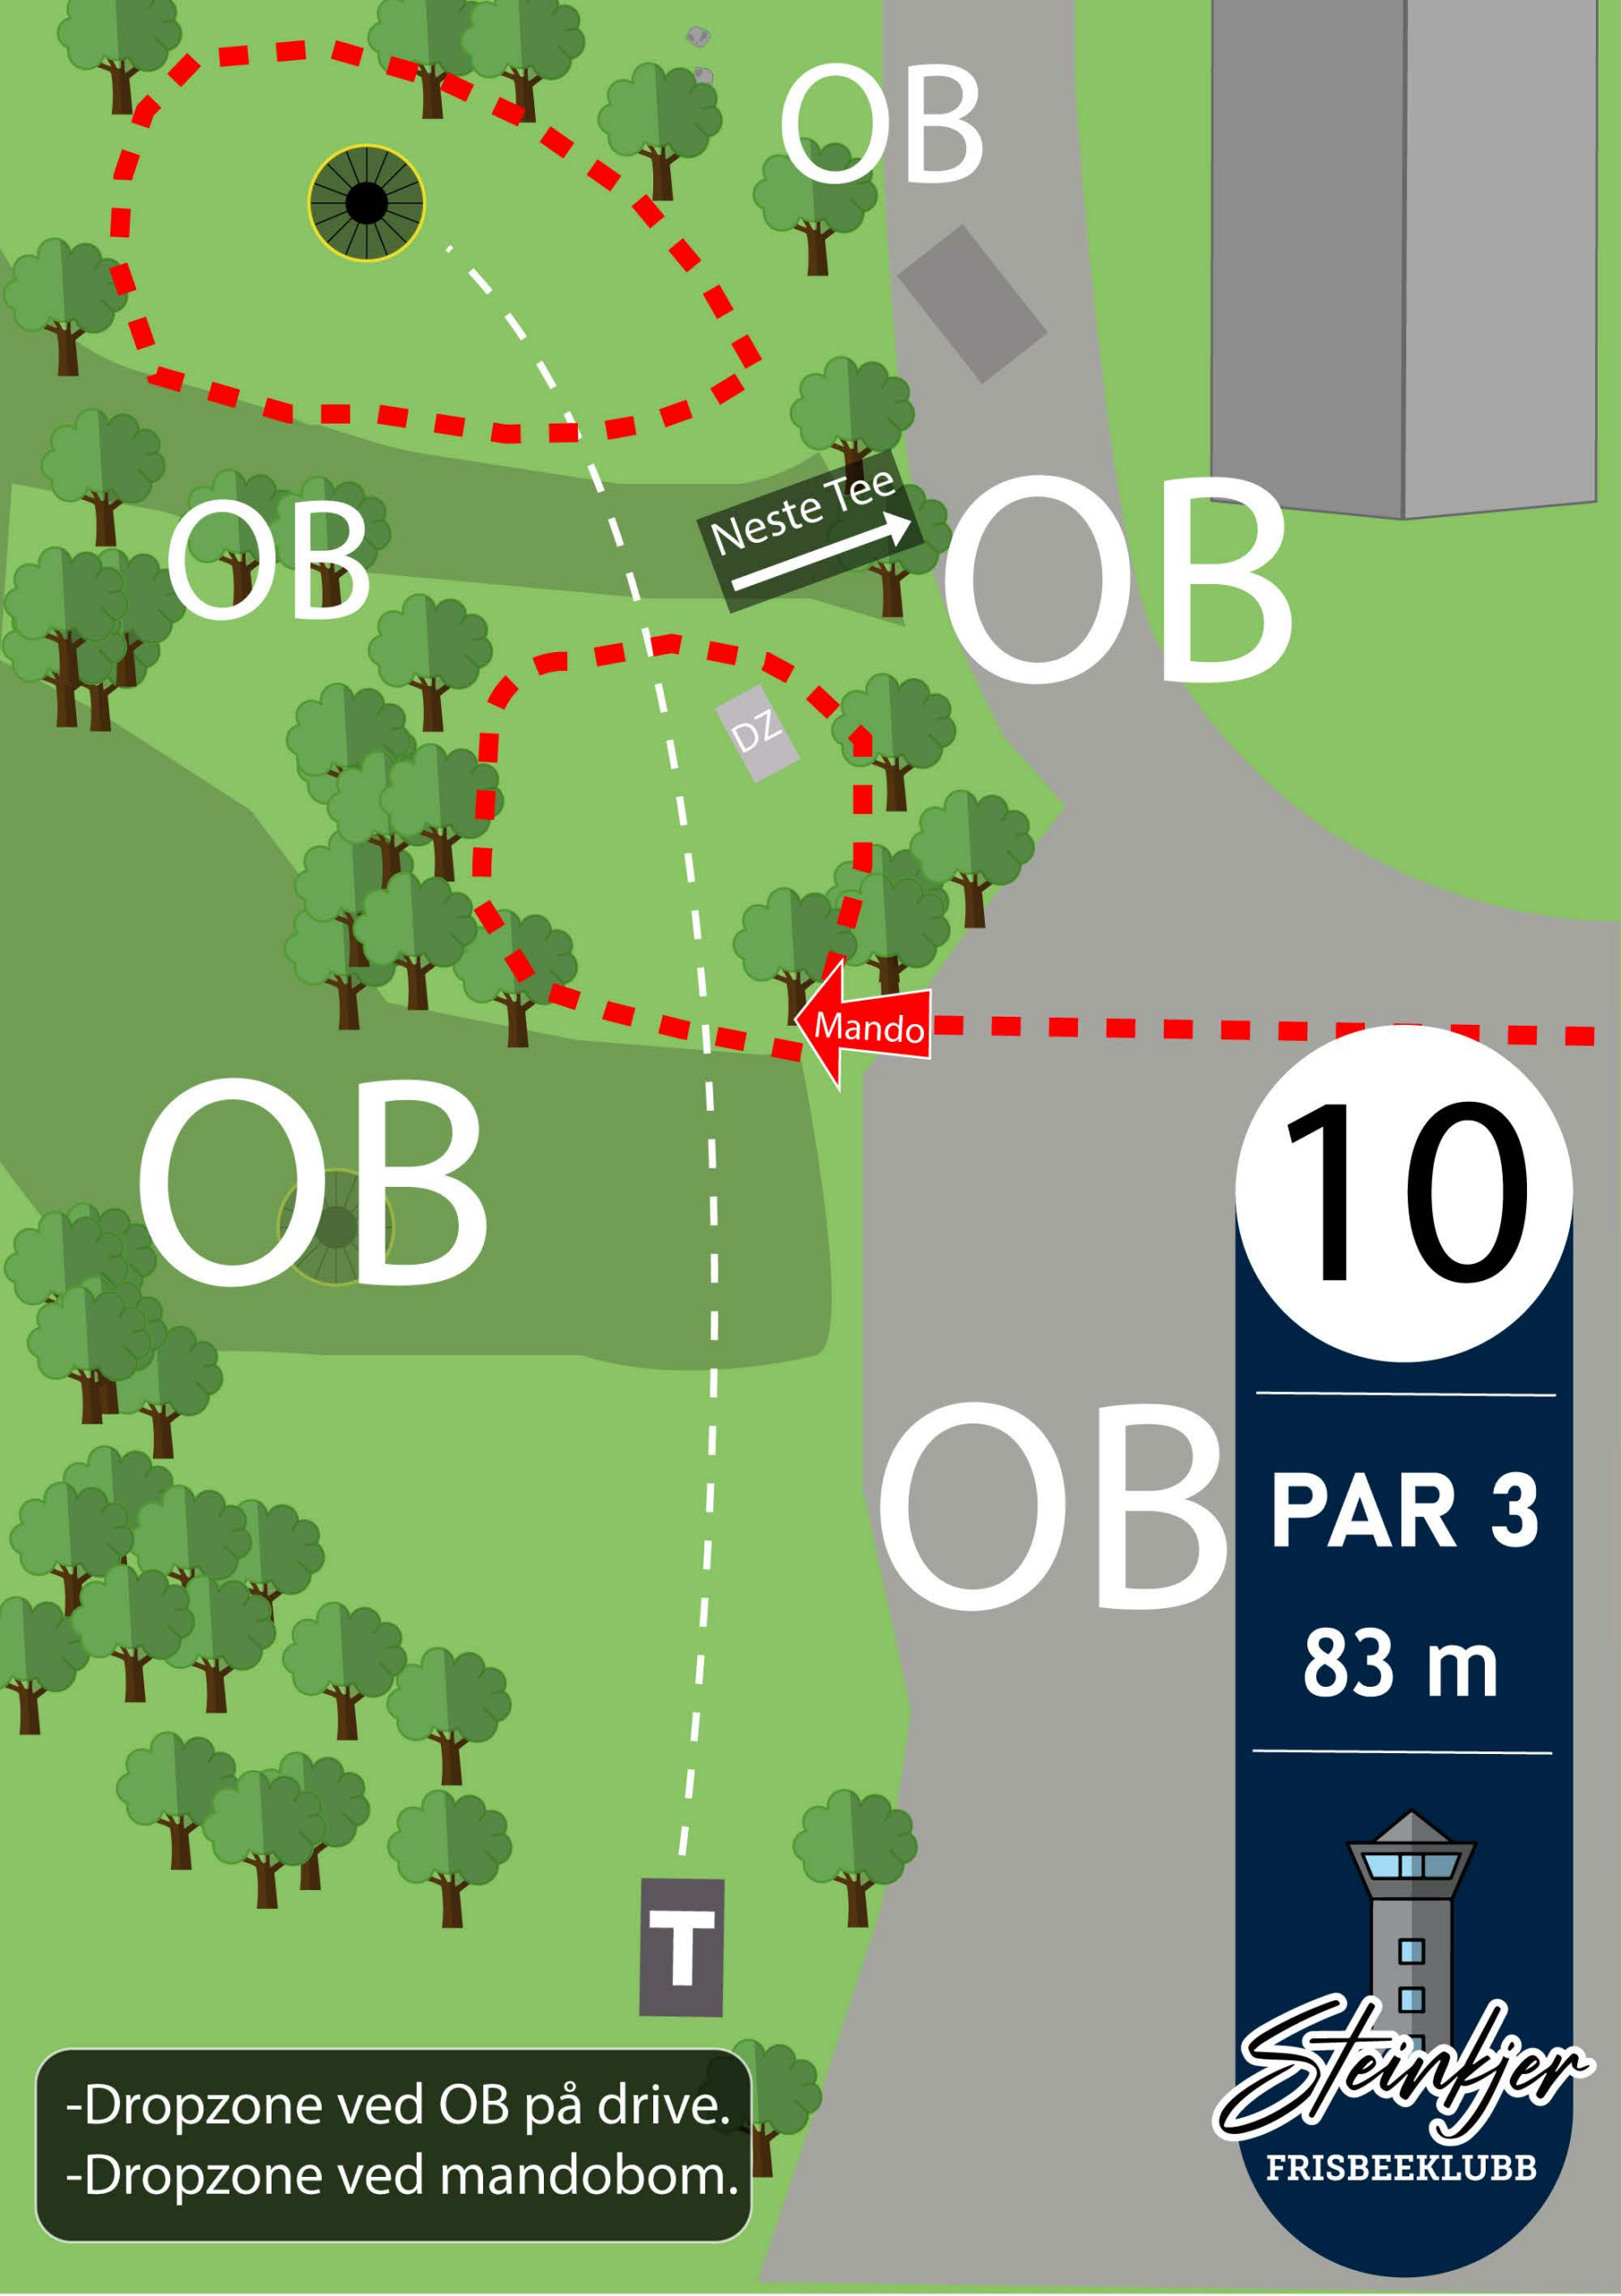 OB
Neste Tee
OB
OB
DZ
Mando
OB
10
OB
PAR 3
83 m
T
-Dropzone ved OB på drive.
-Dropzone ved mandobom.
Steinkjer
FRISBEEKLUBB